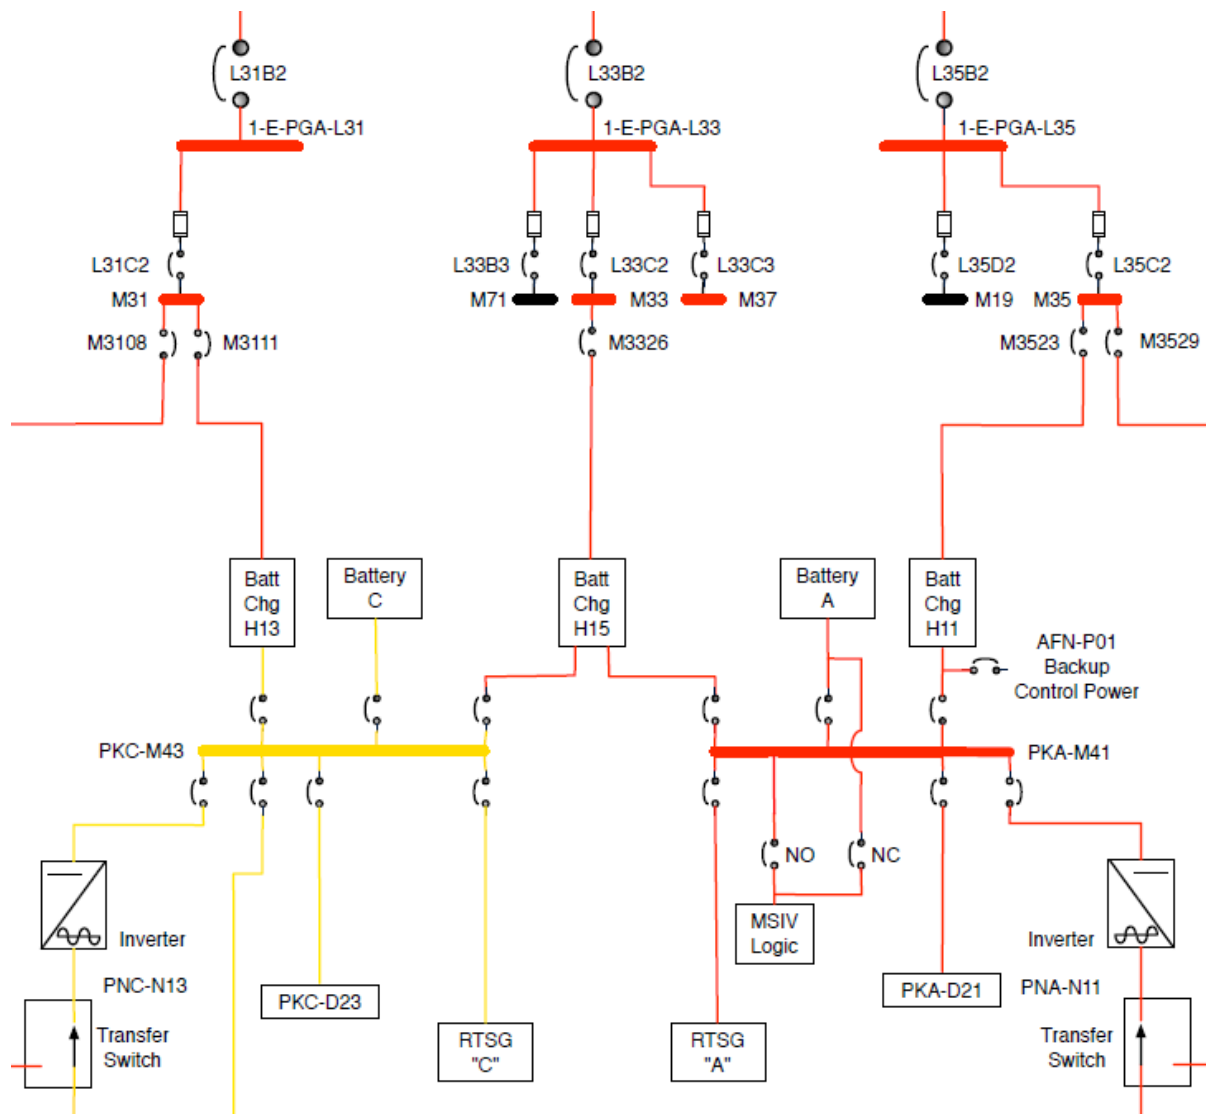 L31B2
L33B2
L35B2
1-E-PGA-L31
1-E-PGA-L33
1-E-PGA-L35
L31C2
L33B3
L33C2
L33C3
L35D2
L35C2
M31
M71
M33
M37
M19
M35
M3108
M3111
M3326
M3523
M3529
Batt
Chg
H13
Battery
C
Batt
Chg
H15
Battery
A
Batt
Chg
H11
AFN-P01
Backup
Control Power
PKC-M43
PKA-M41
NO
NC
MSIV
Logic
Inverter
Inverter
PNC-N13
PKC-D23
PKA-D21
PNA-N11
Transfer
Switch
RTSG
"C"
RTSG
"A"
Transfer
Switch